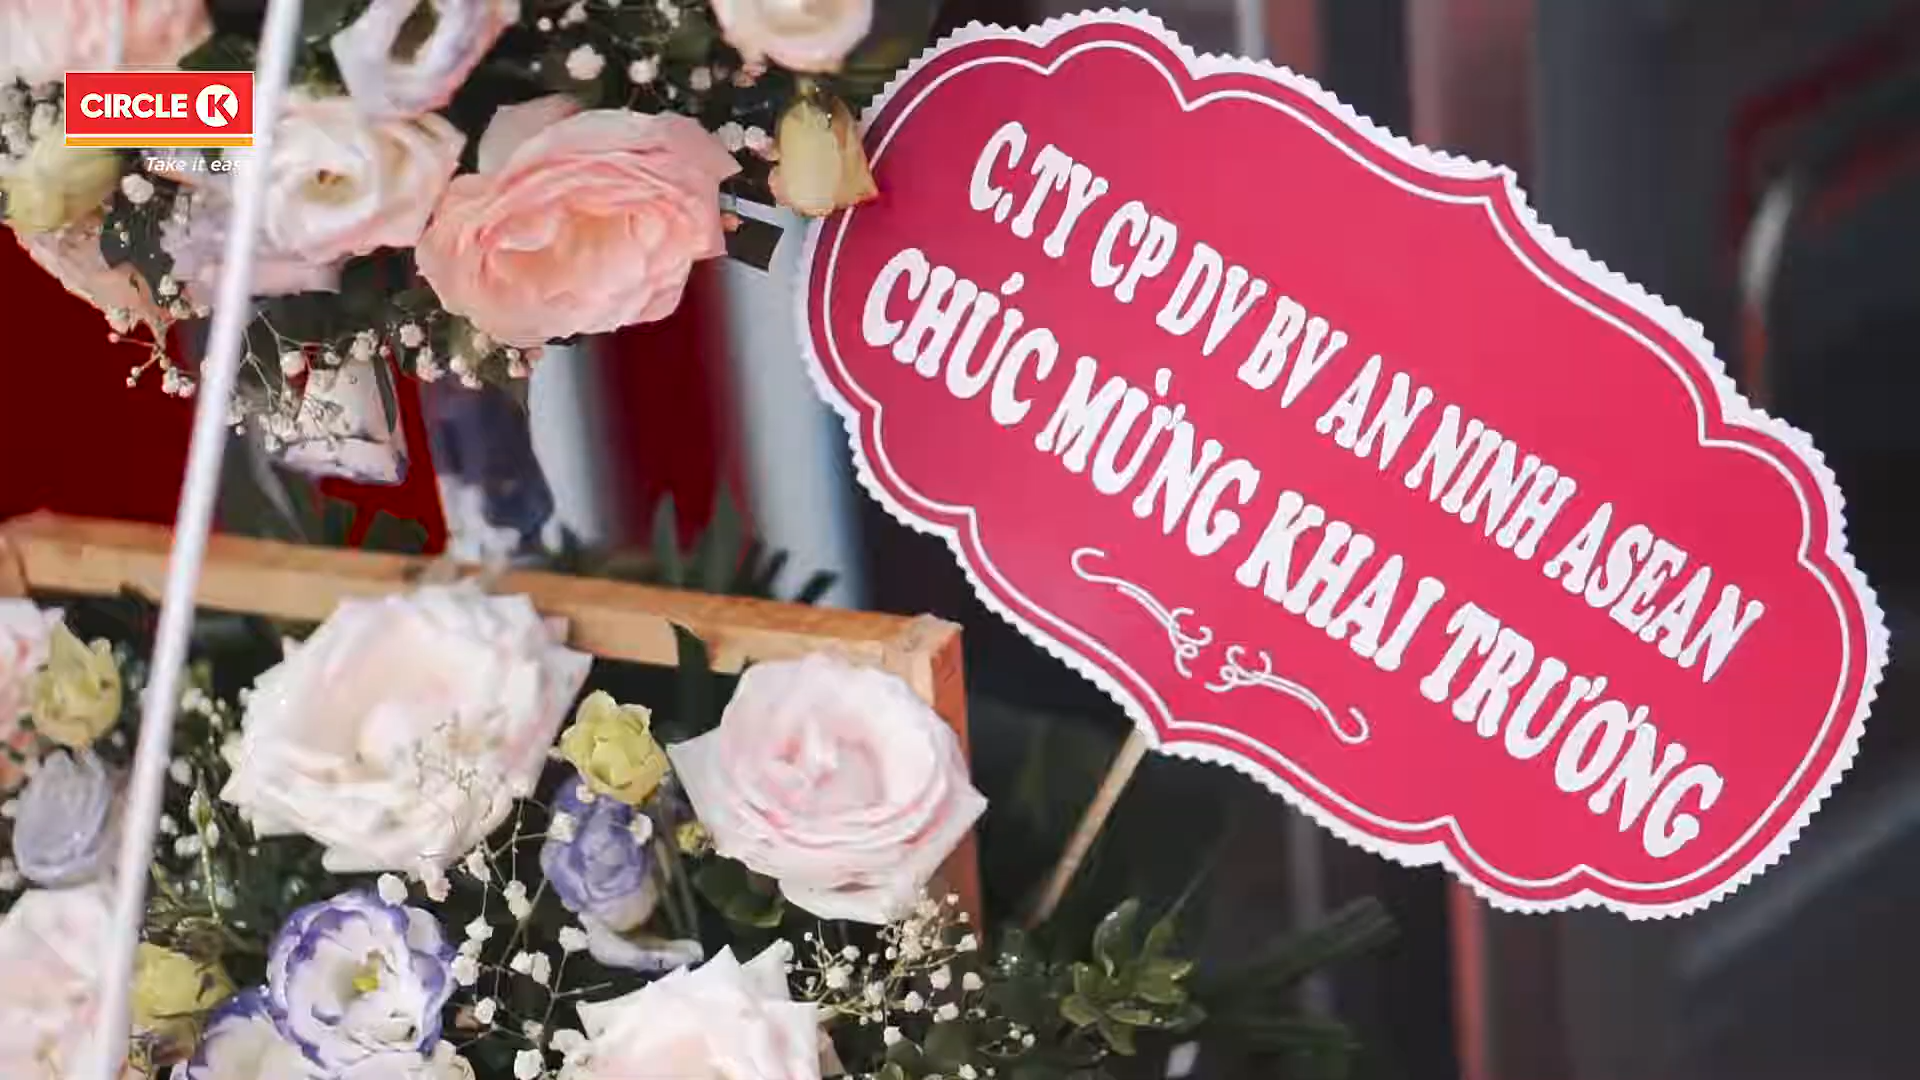 CIRCLE K
Take it eas
C.TY CP DV BV AN NINH ASEAN
CHÚC MỪNG KHAI TRƯƠNG